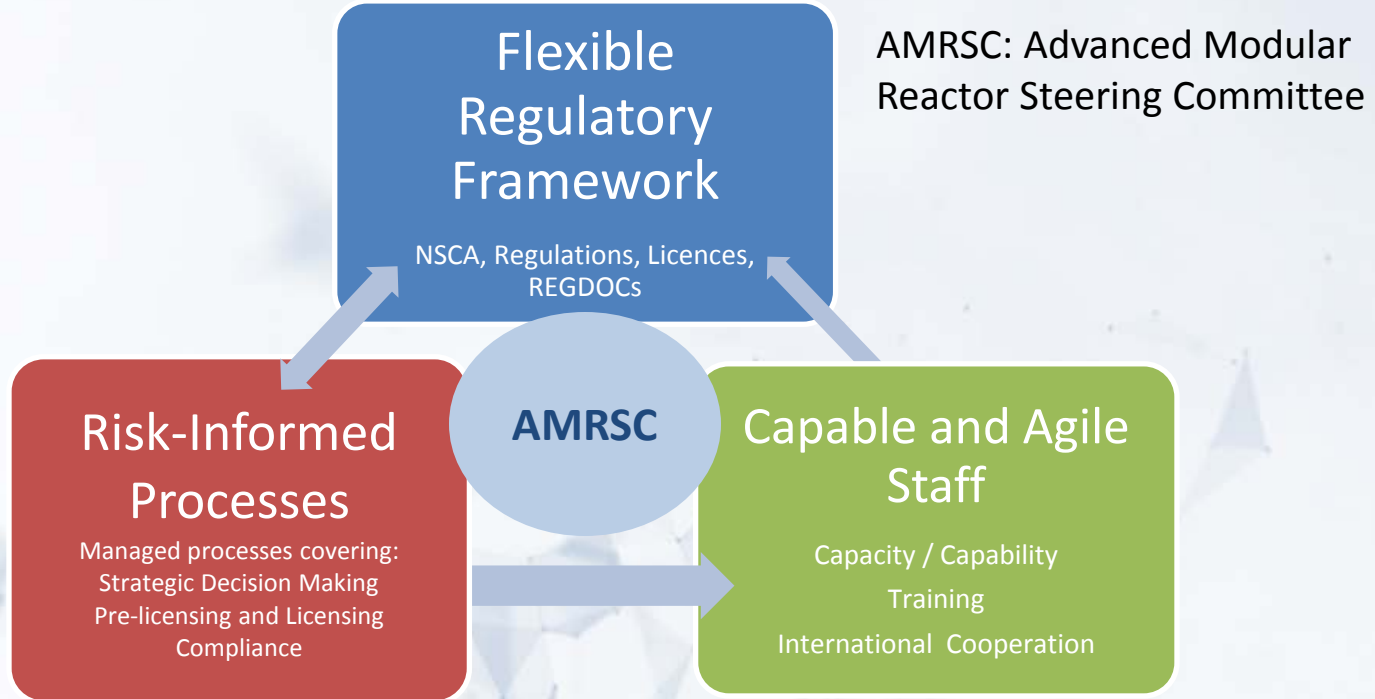 Flexible
Regulatory
Framework
NSCA, Regulations, Licences,
REGDOCs
AMRSC: Advanced Modular
Reactor Steering Committee
AMRSC
Risk-Informed
Processes
Managed processes covering:
Strategic Decision Making
Pre-licensing and Licensing
Compliance
Capable and Agile
Staff
Capacity / Capability
Training
International Cooperation